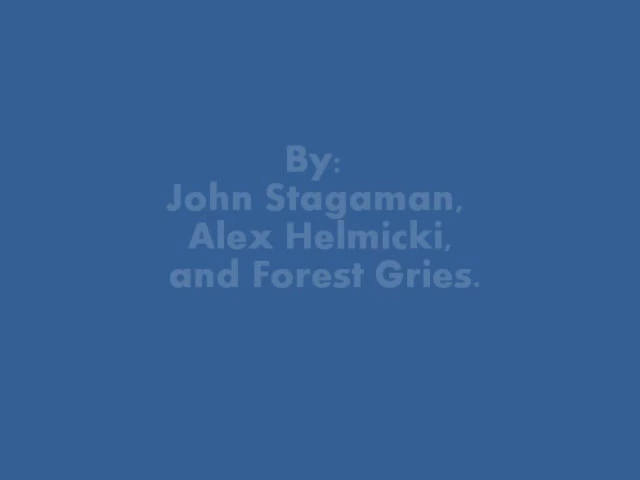 By:
John Stagaman,
Alex Helmicki,
and Forest Gries.